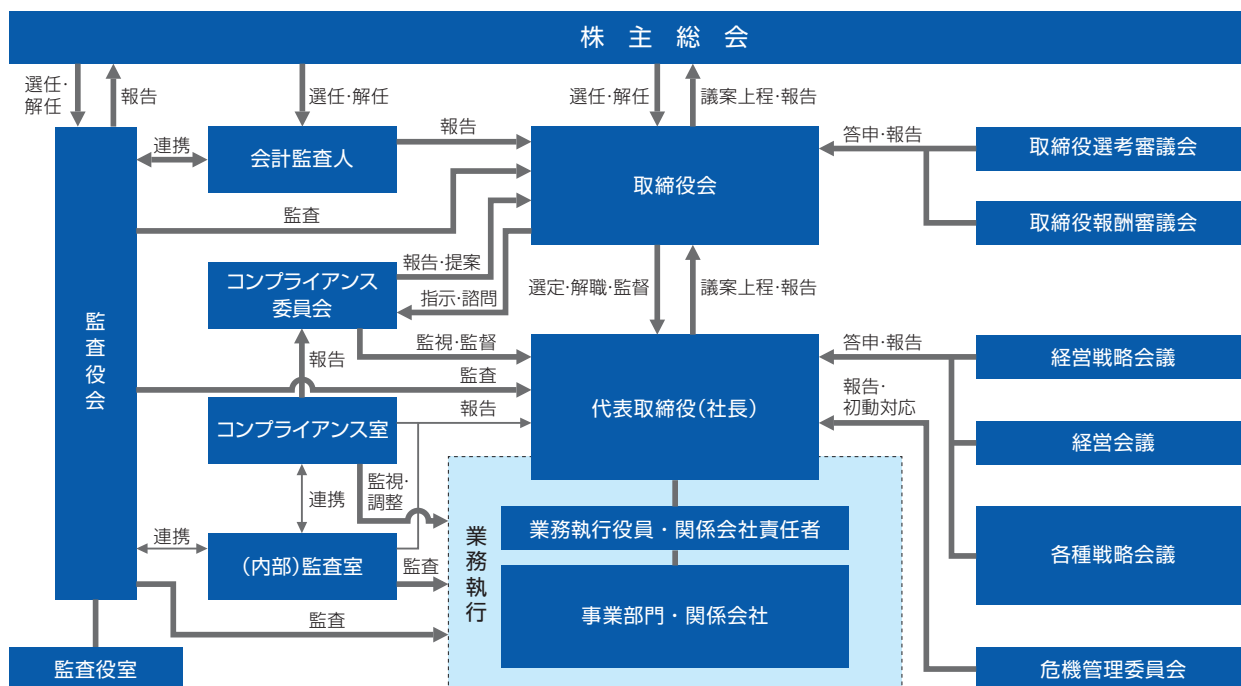 株主総会
選任・
解任
報告
選任・解任
選任・解任
議案上程・報告
連携
会計監査人
報告
取締役会
答申・報告
取締役選考審議会
取締役報酬審議会
監査
コンプライアンス
委員会
報告・提案
指示・諮問
選定・解職・監督
議案上程・報告
監査役会
報告
監視・監督
監査
代表取締役（社長）
答申・報告
経営戦略会議
報告・
初動対応
経営会議
コンプライアンス室
報告
監視・
調整
連携
連携
（内部）監査室
監査
業務執行
業務執行役員・関係会社責任者
各種戦略会議
事業部門・関係会社
監査
監査役室
危機管理委員会